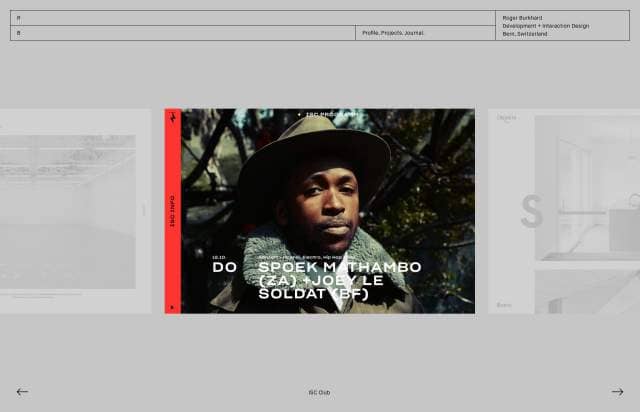 R
B
Profile, Projects, Journal.
Roger Burkhard
Development + Interaction Design
Bern, Switzerland
ISC INFO
12.10.
DO
SPOEK MATHAMBO
(ZA) + JOEY LE
SOLDAT (BF)
S
ISC Club